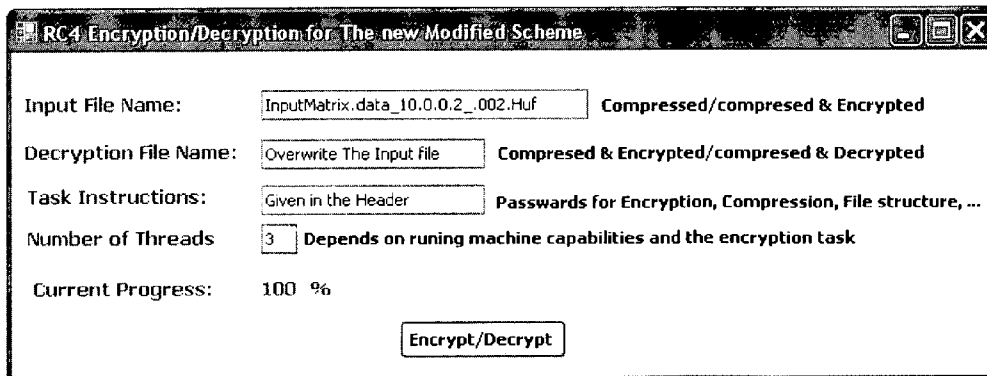 RC4 Encryption/Decryption for The new Modified Scheme
Input File Name: InputMatrix.data_10.0.0.2_.002.Huf Compressed/compresed & Encrypted
Decryption File Name: Overwrite The Input file Compresed & Encrypted/compresed & Decrypted
Task Instructions: Given in the Header Passwards for Encryption, Compression, File structure, ...
Number of Threads 3 Depends on runing machine capabilities and the encryption task
Current Progress: 100 %
Encrypt/Decrypt